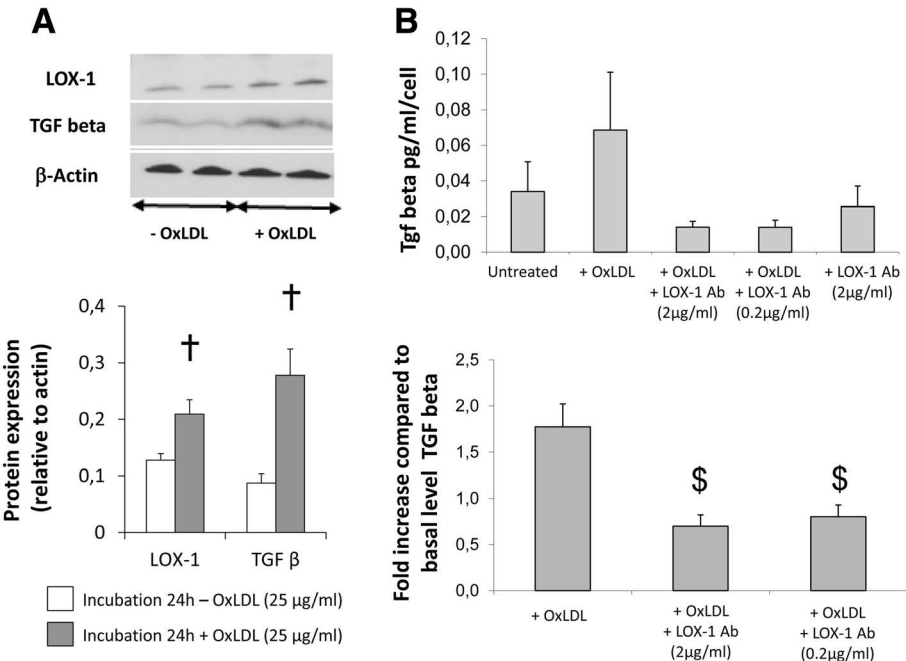 A
LOX-1
TGF beta
β-Actin
- OxLDL + OxLDL
Protein expression
(relative to actin)
0,4
0,3
0,2
0,1
0
†
†
LOX-1 TGF β
Incubation 24h – OxLDL (25 µg/ml)
Incubation 24h + OxLDL (25 µg/ml)
B
Tgf beta pg/ml/cell
0,12
0,10
0,08
0,06
0,04
0,02
0,00
Untreated
+ OxLDL
+ OxLDL
+ LOX-1 Ab
(2µg/ml)
+ OxLDL
+ LOX-1 Ab
(0.2µg/ml)
+ LOX-1 Ab
(2µg/ml)
Fold increase compared to
basal level TGF beta
2,5
2,0
1,5
1,0
0,5
0,0
$
$
+ OxLDL
+ OxLDL
+ LOX-1 Ab
(2µg/ml)
+ OxLDL
+ LOX-1 Ab
(0.2µg/ml)